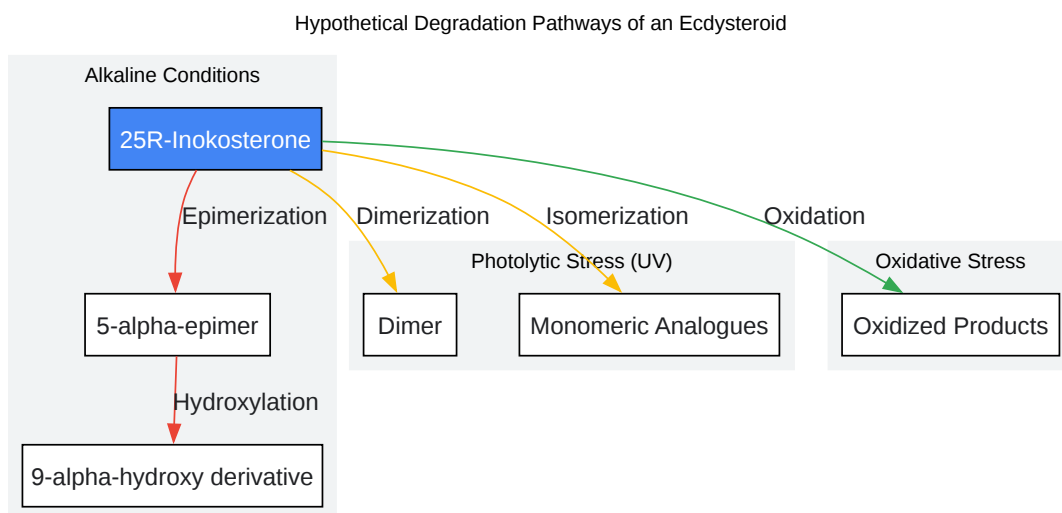 Hypothetical Degradation Pathways of an Ecdysteroid
Alkaline Conditions
25R-Inokosterone
Epimerization
Dimerization
Isomerization
Oxidation
Photolytic Stress (UV)
Oxidative Stress
5-alpha-epimer
Dimer
Monomeric Analogues
Oxidized Products
Hydroxylation
9-alpha-hydroxy derivative